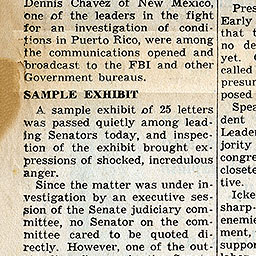 Dennis Chavez of New Mexico,
one of the leaders in the fight
for an investigation of condi-
tions in Puerto Rico, were among
the communications opened and
broadcast to the FBI and other
Government bureaus.
SAMPLE EXHIBIT
A sample exhibit of 25 letters
was passed quietly among lead-
ing Senators today, and inspec-
tion of the exhibit brought ex-
pressions of shocked, incredulous
anger.
Since the matter was under in-
vestigation by an executive ses-
sion of the Senate judiciary com-
mittee, no Senator on the com-
mittee cared to be quoted di-
rectly. However, one of the out-
Pres
Early
that t
no de
yet. 
called
presum
posed
Spea
dent
Leader
jority
congre
closete
tive.
Icke
sharp-
enemie
ment,
suppor